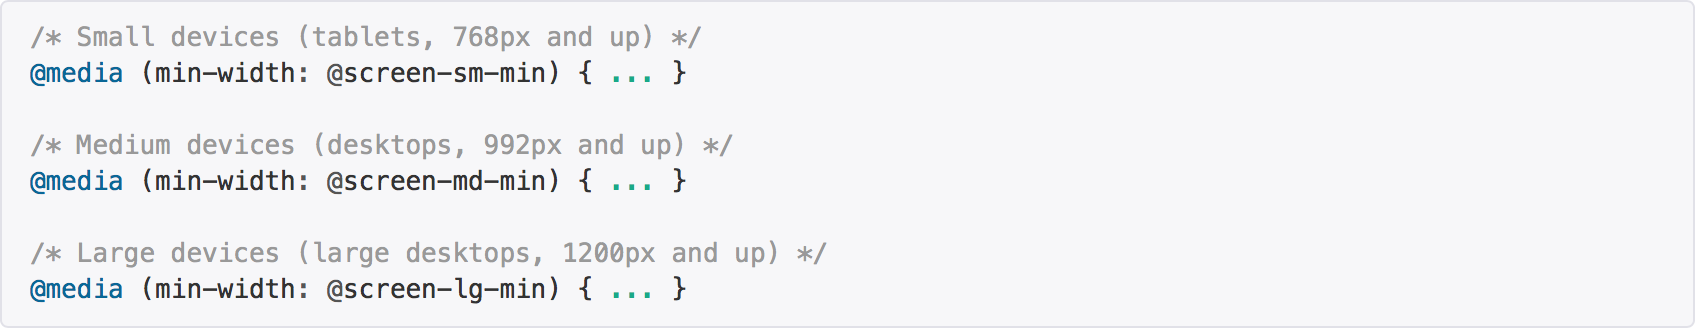 /* Small devices (tablets, 768px and up) */
@media (min-width: @screen-sm-min) { ... }
/* Medium devices (desktops, 992px and up) */
@media (min-width: @screen-md-min) { ... }
/* Large devices (large desktops, 1200px and up) */
@media (min-width: @screen-lg-min) { ... }